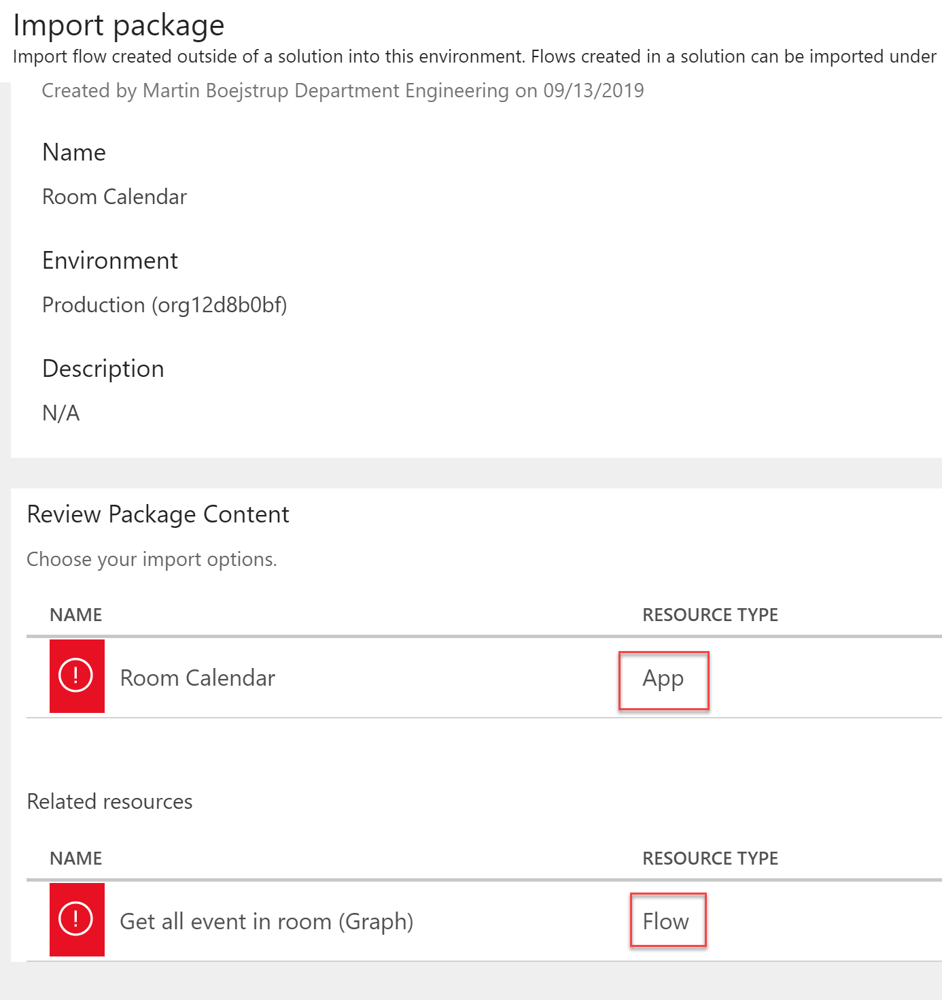 Import package
Import flow created outside of a solution into this environment. Flows created in a solution can be imported under
Created by Martin Boejstrup Department Engineering on 09/13/2019
Name
Room Calendar
Environment
Production (org12d8b0bf)
Description
N/A
Review Package Content
Choose your import options.
NAME RESOURCE TYPE
Room Calendar App
Related resources
NAME RESOURCE TYPE
Get all event in room (Graph) Flow